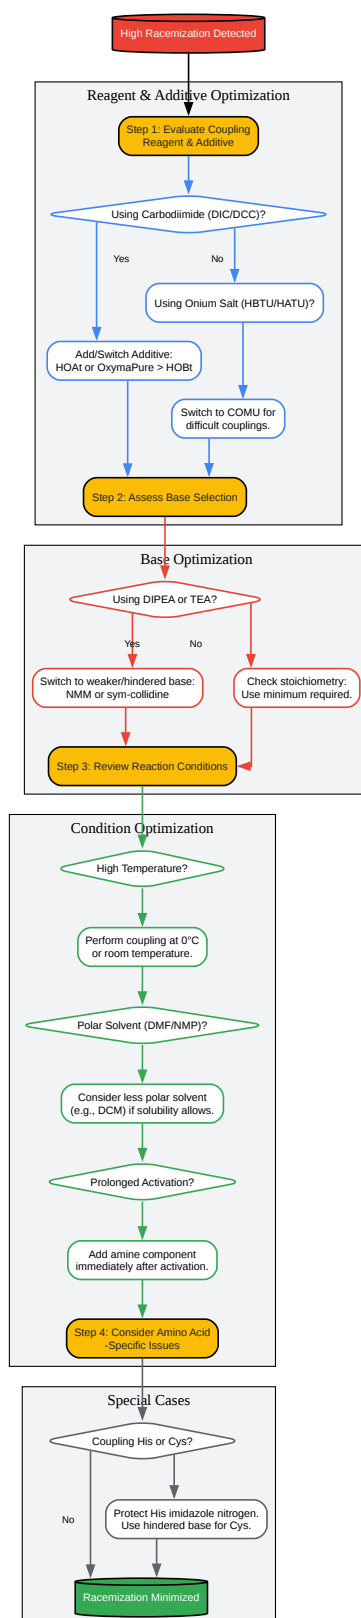 High Racemization Detected
Reagent & Additive Optimization
Step 1: Evaluate Coupling
Reagent & Additive
Using Carbodiimide (DIC/DCC)?
Yes
No
Using Onium Salt (HBTU/HATU)?
Add/Switch Additive:
HOAt or OxymaPure > HOBt
Switch to COMU for
difficult couplings.
Step 2: Assess Base Selection
Base Optimization
Using DIPEA or TEA?
Yes
No
Switch to weaker/hindered base:
NMM or sym-collidine
Check stoichiometry:
Use minimum required.
Step 3: Review Reaction Conditions
Condition Optimization
High Temperature?
Perform coupling at 0°C
or room temperature.
Polar Solvent (DMF/NMP)?
Consider less polar solvent
(e.g., DCM) if solubility allows.
Prolonged Activation?
Add amine component
immediately after activation.
Step 4: Consider Amino Acid
-Specific Issues
Special Cases
Coupling His or Cys?
Protect His imidazole nitrogen.
Use hindered base for Cys.
No
Racemization Minimized